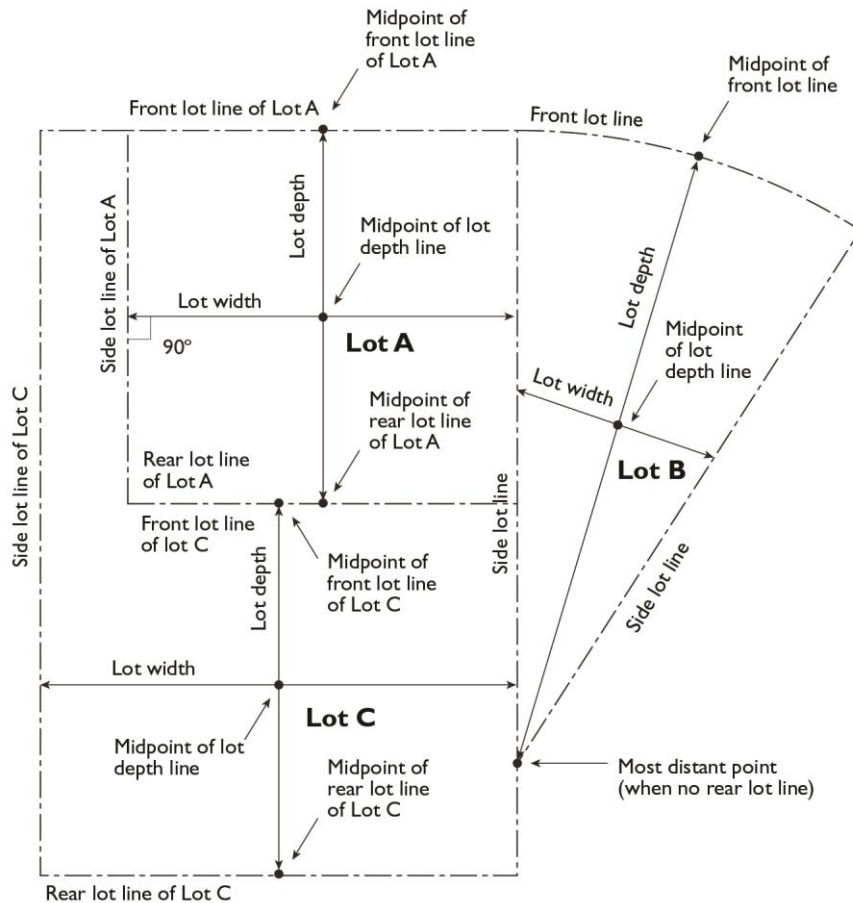 Midpoint of
front lot line
of Lot A
Midpoint of
front lot line
Front lot line of Lot A
Front lot line
Side lot line of Lot A
Lot depth
Midpoint of lot
depth line
Lot width
90º
Lot A
Lot depth
Midpoint
of lot
depth line
Lot width
Lot B
Midpoint of
rear lot line
of Lot A
Rear lot line
of Lot A
Side lot line of Lot C
Side lot line
Side lot line
Front lot line
of lot C
Midpoint of
front lot line
of Lot C
Lot depth
Lot width
Lot C
Midpoint of lot
depth line
Midpoint of
rear lot line
of Lot C
Most distant point
(when no rear lot line)
Rear lot line of Lot C